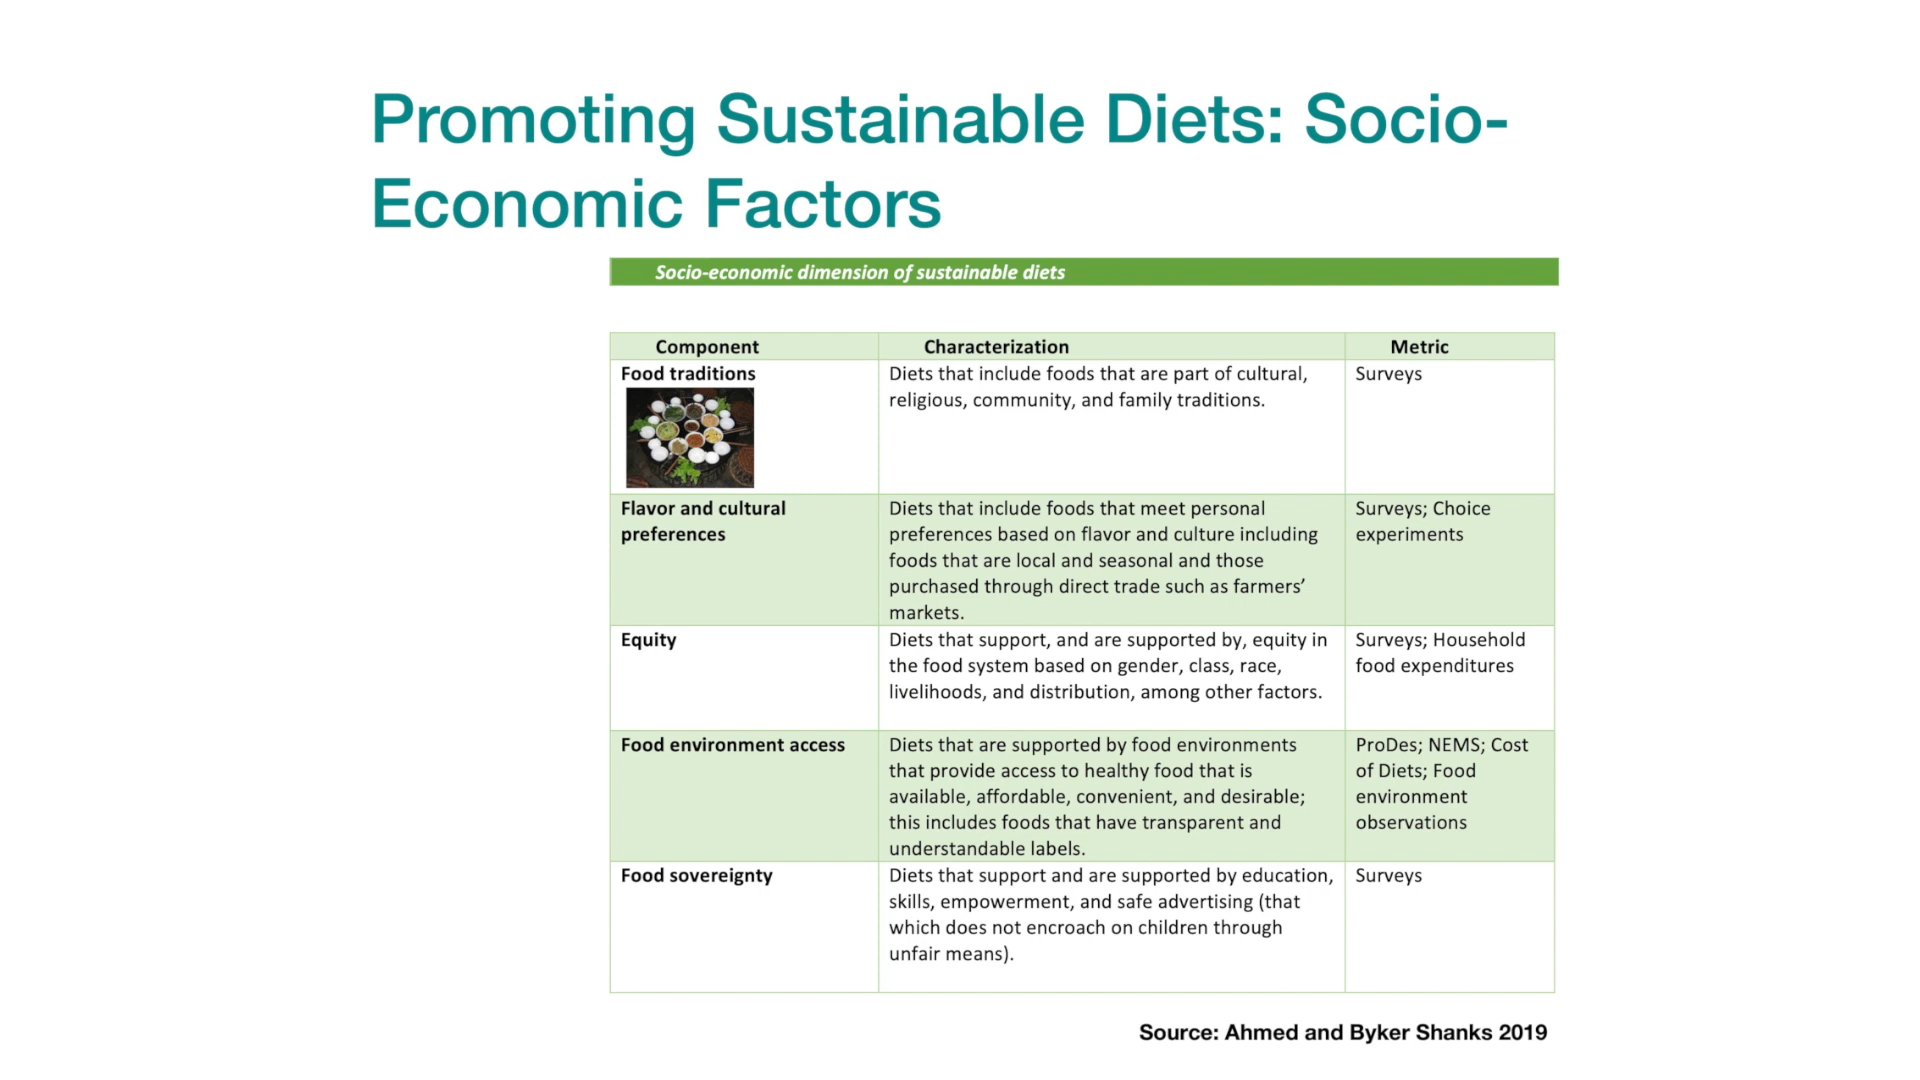 Promoting Sustainable Diets: Socio-
Economic Factors
Socio-economic dimension of sustainable diets
Component
Characterization
Metric
Food traditions
Diets that include foods that are part of cultural,
religious, community, and family traditions.
Surveys
Flavor and cultural
preferences
Diets that include foods that meet personal
preferences based on flavor and culture including
foods that are local and seasonal and those
purchased through direct trade such as farmers’
markets.
Surveys; Choice
experiments
Equity
Diets that support, and are supported by, equity in
the food system based on gender, class, race,
livelihoods, and distribution, among other factors.
Surveys; Household
food expenditures
Food environment access
Diets that are supported by food environments
that provide access to healthy food that is
available, affordable, convenient, and desirable;
this includes foods that have transparent and
understandable labels.
ProDes; NEMS; Cost
of Diets; Food
environment
observations
Food sovereignty
Diets that support and are supported by education,
skills, empowerment, and safe advertising (that
which does not encroach on children through
unfair means).
Surveys
Source: Ahmed and Byker Shanks 2019